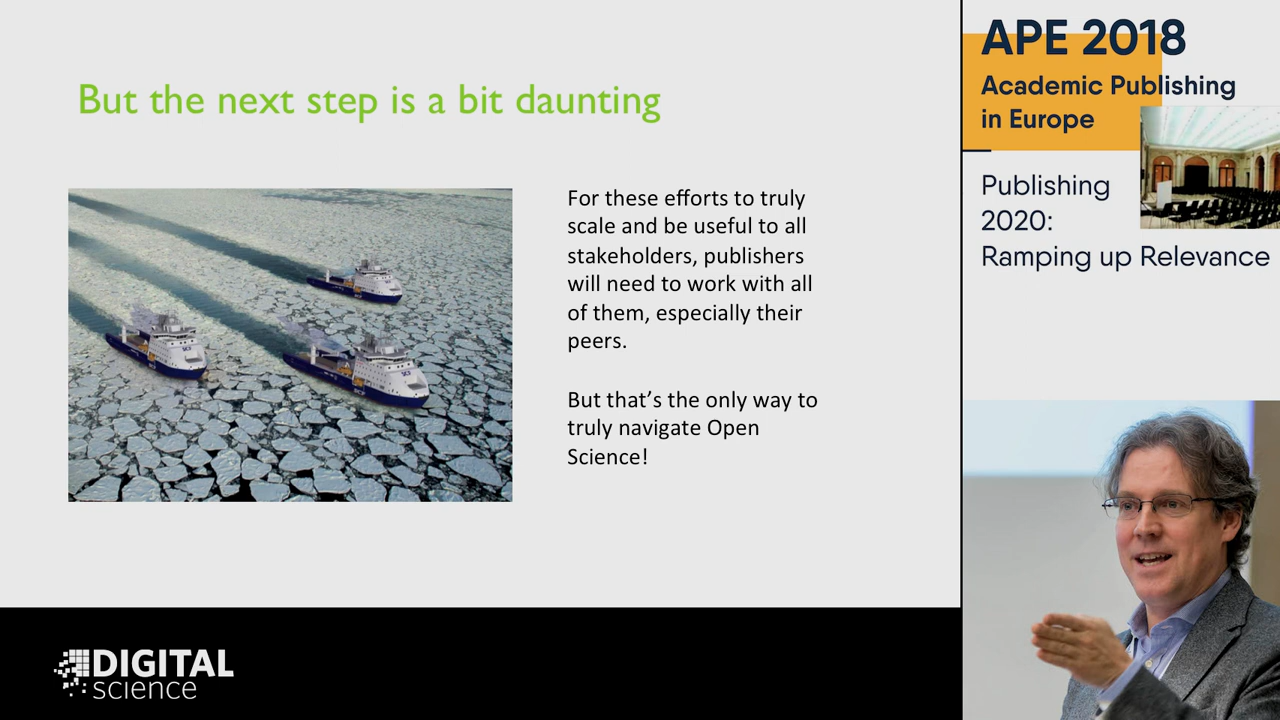 But the next step is a bit daunting
For these efforts to truly
scale and be useful to all
stakeholders, publishers
will need to work with all
of them, especially their
peers.
But that’s the only way to
truly navigate Open
Science!
DIGITAL
science
APE 2018
Academic Publishing
in Europe
Publishing
2020:
Ramping up Relevance